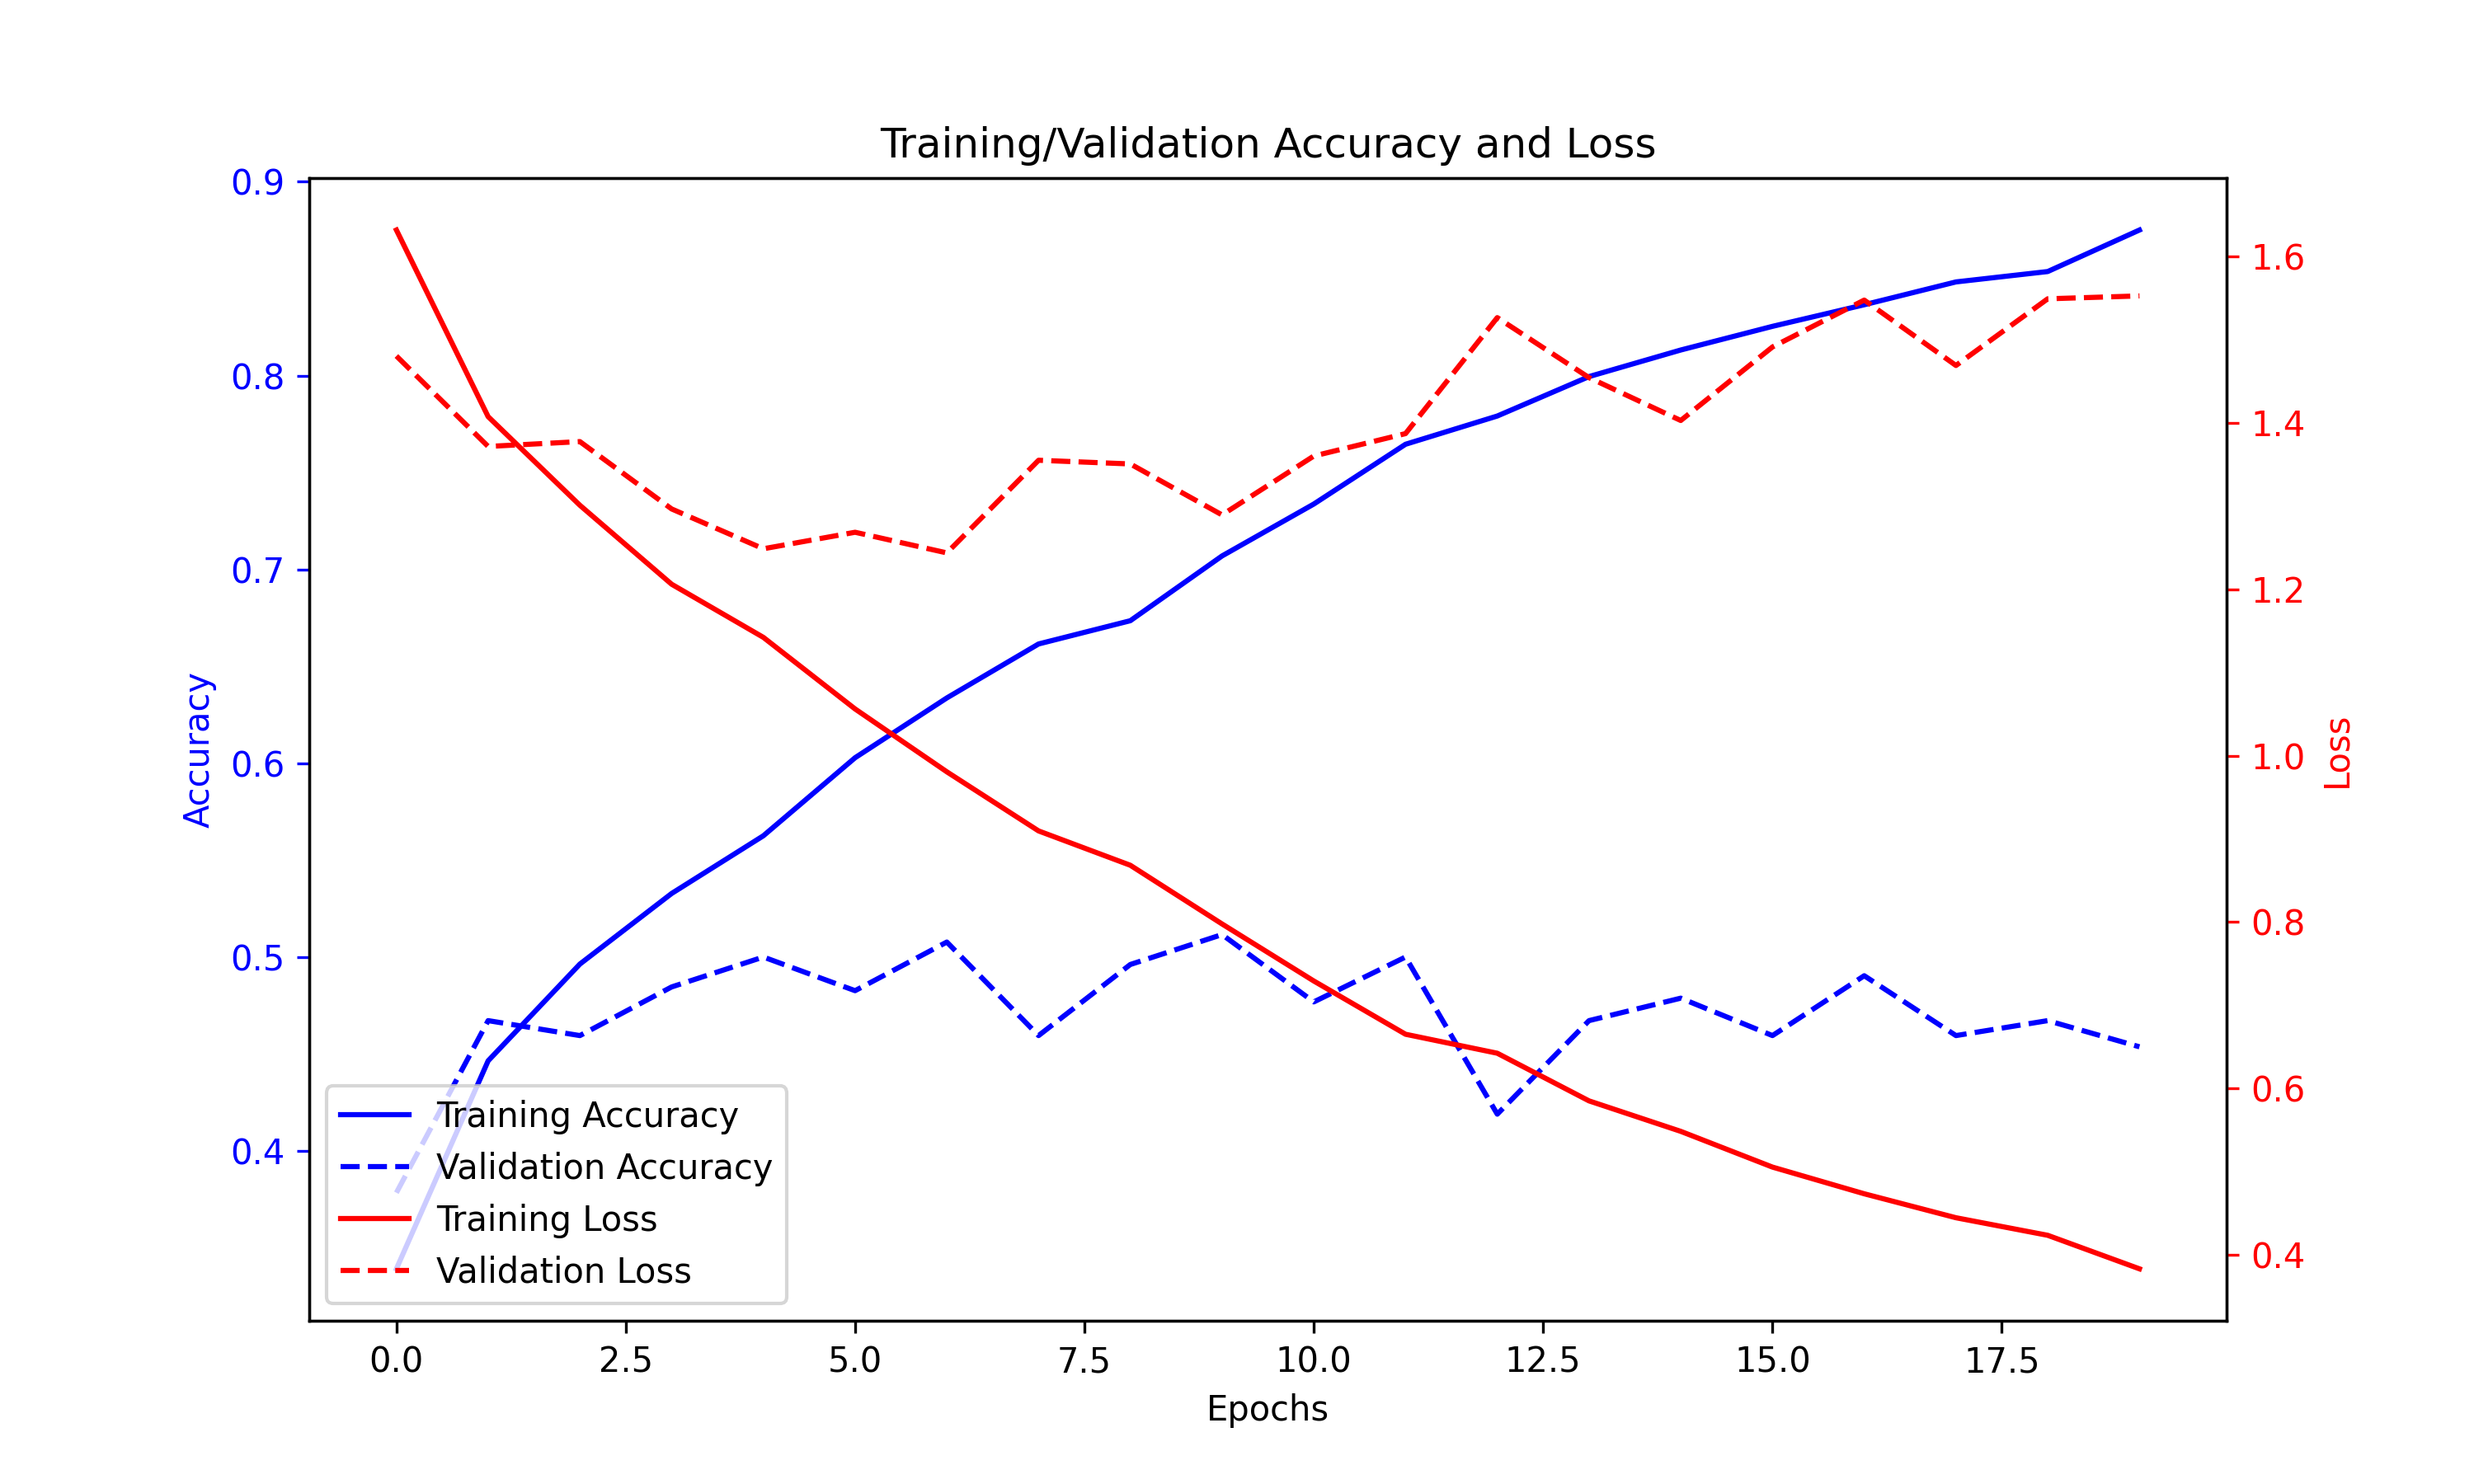 Training/Validation Accuracy and Loss
0.9
0.8
0.7
0.6
0.5
0.4
Accuracy
1.6
1.4
1.2
1.0
0.8
0.6
0.4
Loss
Training Accuracy
Validation Accuracy
Training Loss
Validation Loss
0.0 2.5 5.0 7.5 10.0 12.5 15.0 17.5
Epochs